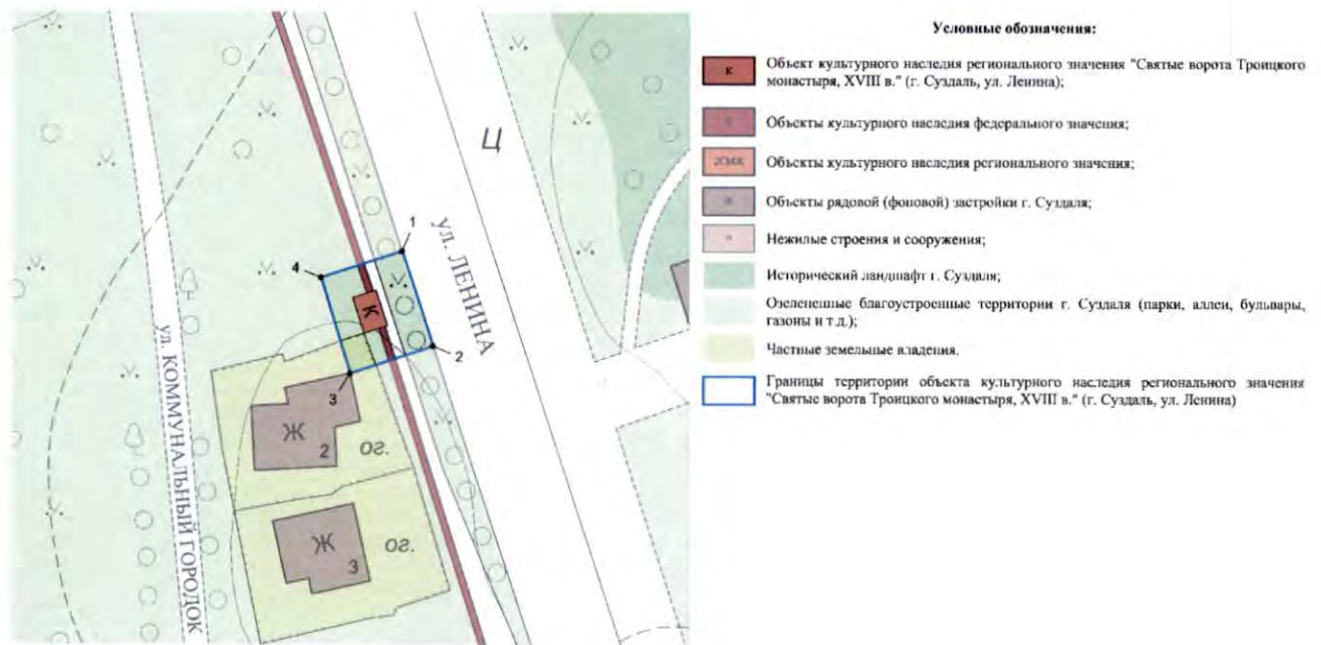 Ц
ул. ЛЕНИНА
1
2
3
4
К
ул. КОММУНАЛЬНЫЙ ГОРОДОК
Ж
2
ог.
Ж
3
ог.
Условные обозначения:
К
Объект культурного наследия регионального значения "Святые ворота Троицкого
монастыря, XVIII в." (г. Суздаль, ул. Ленина);
Объекты культурного наследия федерального значения;
Объекты культурного наследия регионального значения;
Объекты рядовой (фоновой) застройки г. Суздаля;
Нежилые строения и сооружения;
Исторический ландшафт г. Суздаля;
Озелененные благоустроенные территории г. Суздаля (парки, аллеи, бульвары,
газоны и т.д.);
Частные земельные владения.
Границы территории объекта культурного наследия регионального значения
"Святые ворота Троицкого монастыря, XVIII в." (г. Суздаль, ул. Ленина)